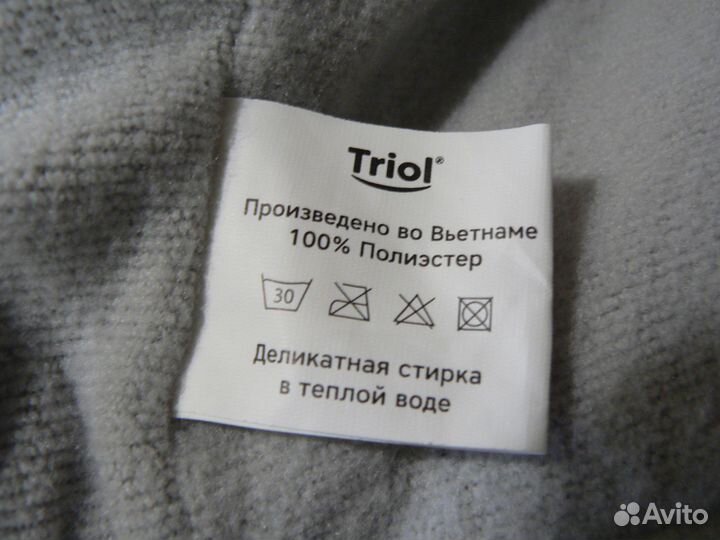 Triol®
Произведено во Вьетнаме
100% Полиэстер
30
Деликатная стирка
в теплой воде
Avito